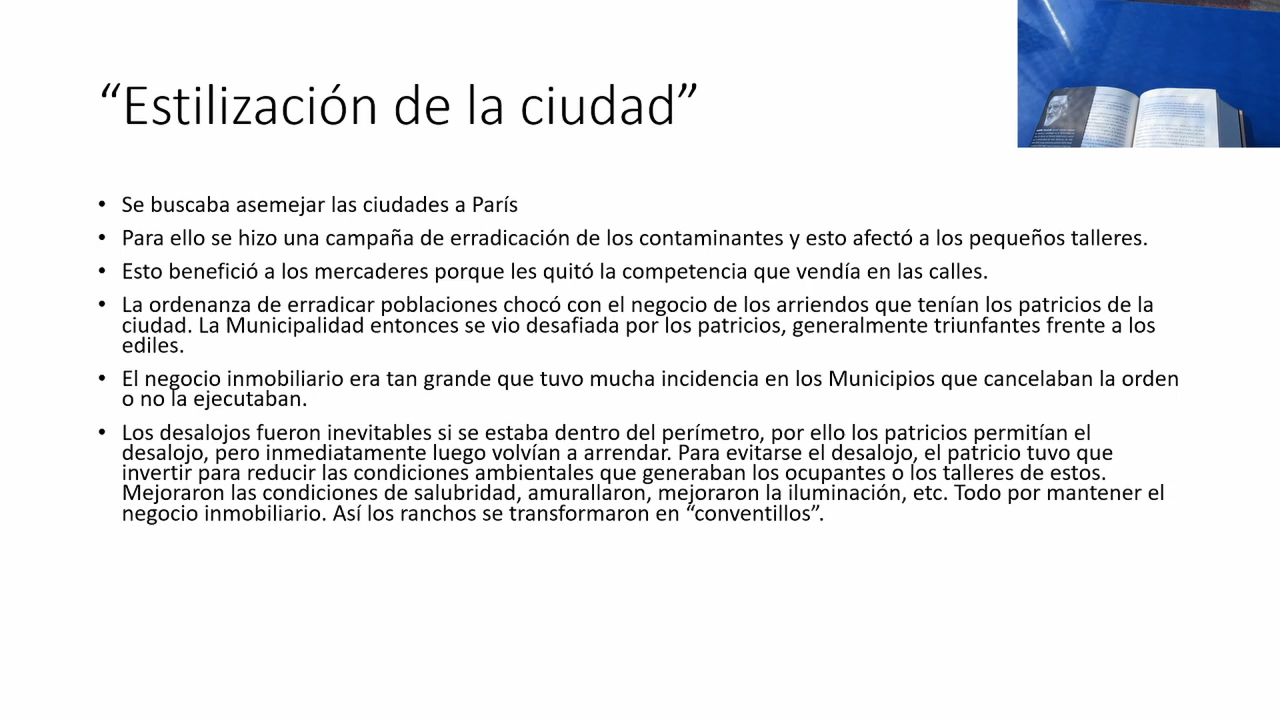 “Estilización de la ciudad”
• Se buscaba asemejar las ciudades a París
• Para ello se hizo una campaña de erradicación de los contaminantes y esto afectó a los pequeños talleres.
• Esto benefició a los mercaderes porque les quitó la competencia que vendía en las calles.
• La ordenanza de erradicar poblaciones chocó con el negocio de los arriendos que tenían los patricios de la
ciudad. La Municipalidad entonces se vio desafiada por los patricios, generalmente triunfantes frente a los
ediles.
• El negocio inmobiliario era tan grande que tuvo mucha incidencia en los Municipios que cancelaban la orden
o no la ejecutaban.
• Los desalojos fueron inevitables si se estaba dentro del perímetro, por ello los patricios permitían el
desalojo, pero inmediatamente luego volvían a arrendar. Para evitarse el desalojo, el patricio tuvo que
invertir para reducir las condiciones ambientales que generaban los ocupantes o los talleres de estos.
Mejoraron las condiciones de salubridad, amurallaron, mejoraron la iluminación, etc. Todo por mantener el
negocio inmobiliario. Así los ranchos se transformaron en “conventillos”.